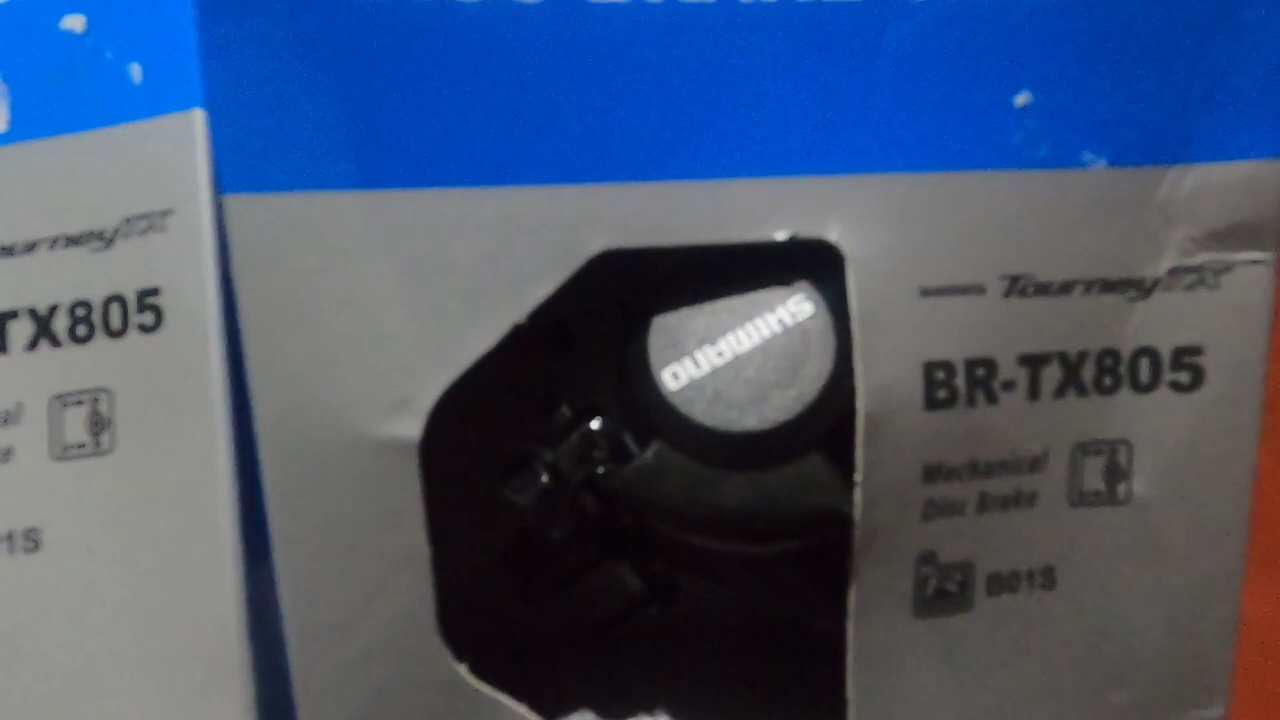 TX805
1S
SHIMANO
Tourney TX
BR-TX805
Mechanical
Disc Brake
B01S